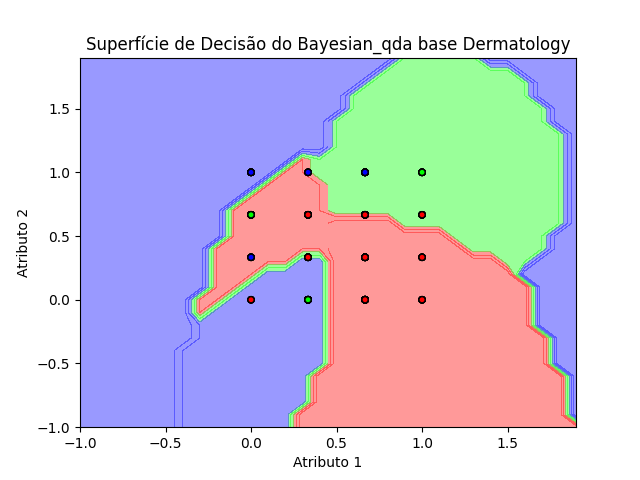 Superfície de Decisão do Bayesian_qda base Dermatology
Atributo 2
1.5
1.0
0.5
0.0
−0.5
−1.0
−1.0 −0.5 0.0 0.5 1.0 1.5
Atributo 1